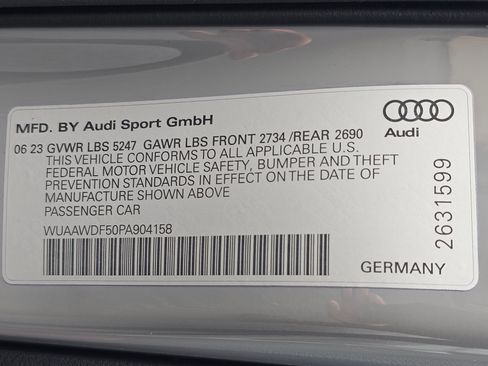 MFD. BY Audi Sport GmbH
06 23 GVWR LBS 5247 GAWR LBS FRONT 2734 /REAR 2690
THIS VEHICLE CONFORMS TO ALL APPLICABLE U.S.
FEDERAL MOTOR VEHICLE SAFETY, BUMPER AND THEFT
PREVENTION STANDARDS IN EFFECT ON THE DATE OF
MANUFACTURE SHOWN ABOVE
PASSENGER CAR
WUAAWDF50PA904158
Audi
2631599
GERMANY